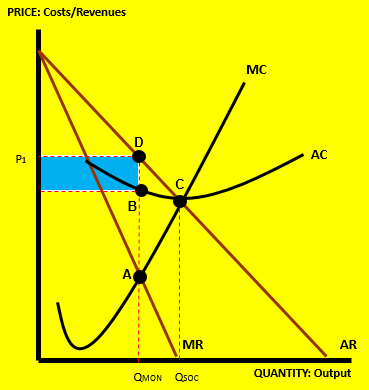 PRICE: Costs/Revenues
MC
D
AC
P1
C
B
A
MR
AR
QUANTITY: Output
QMON
QSOC